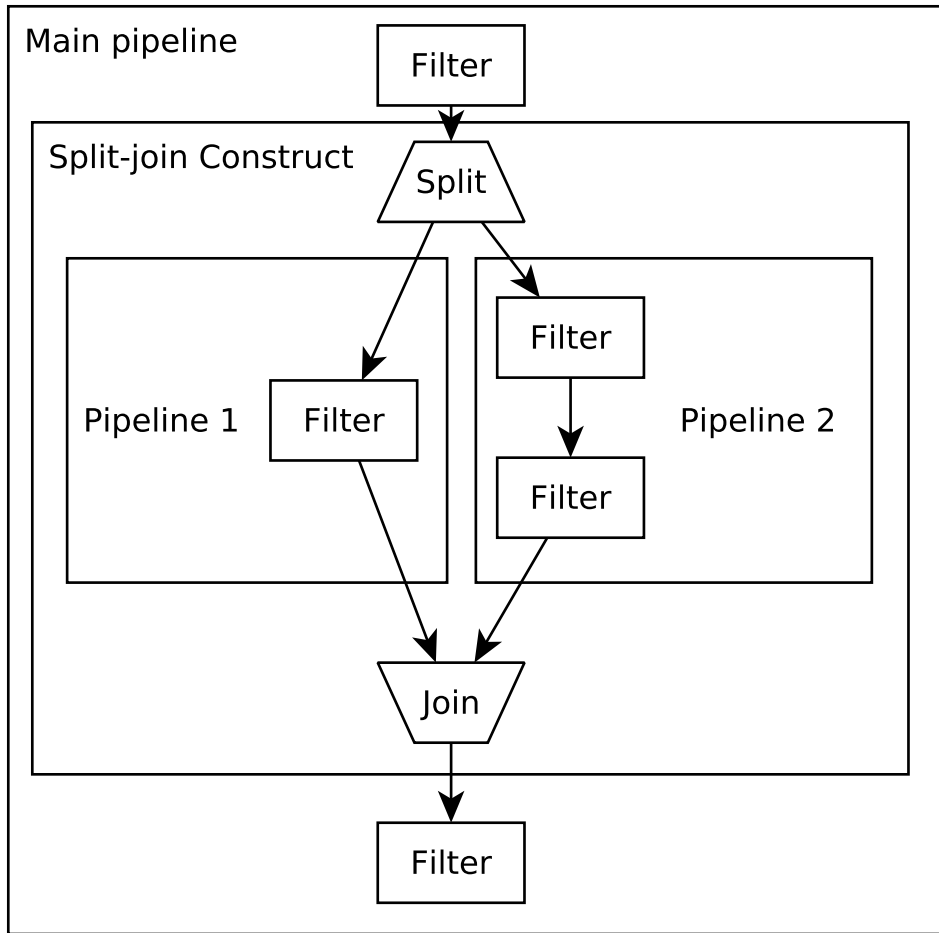 Main pipeline
Filter
Split-join Construct
Split
Filter
Pipeline 1
Filter
Pipeline 2
Filter
Join
Filter